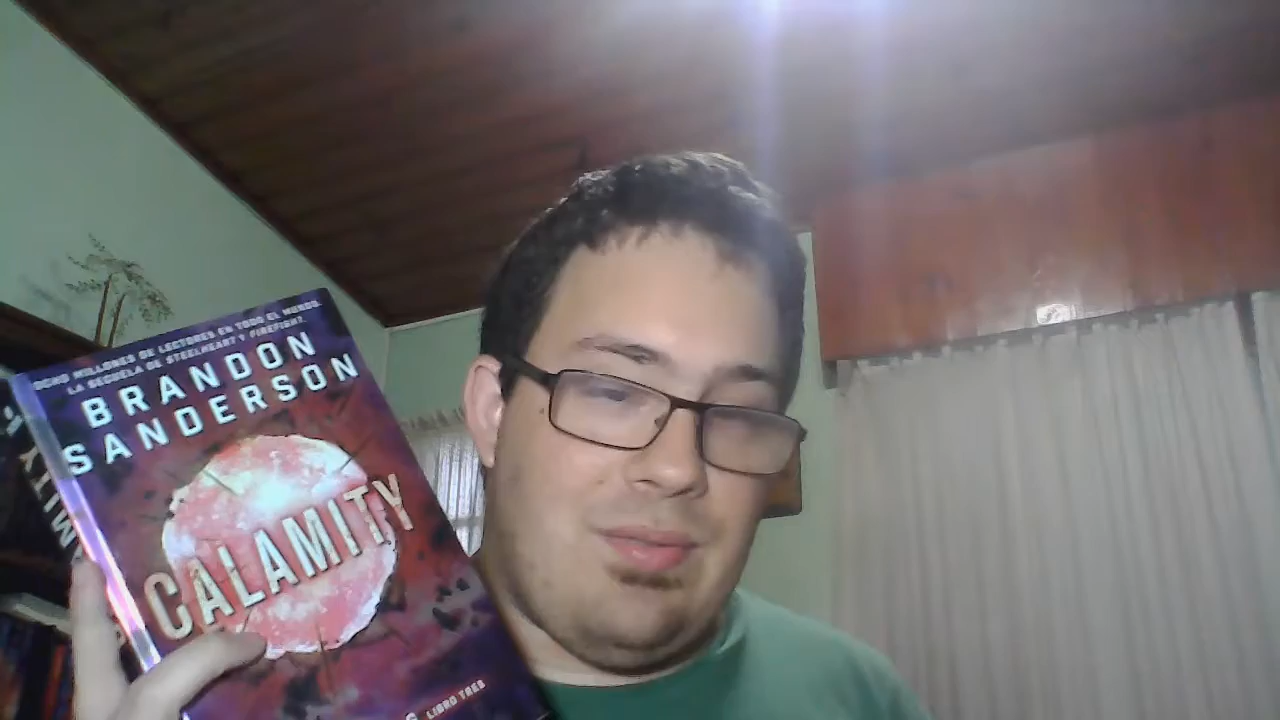 OCHO MILLONES DE LECTORES EN TODO EL MUNDO.
LA SECUELA DE STEELHEART Y FIREFIGHT.
BRANDON
SANDERSON
CALAMITY
LIBRO TRES